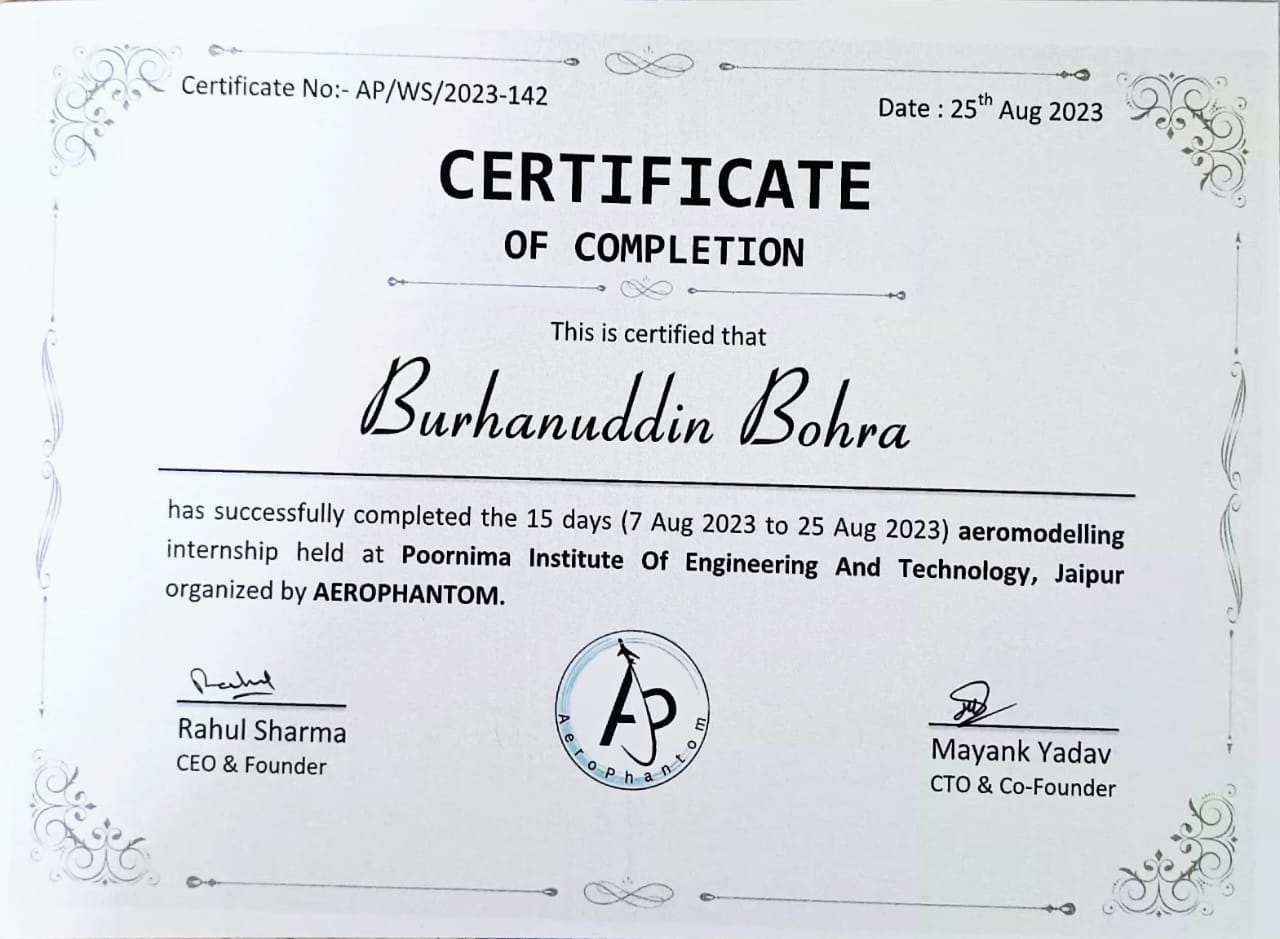 Certificate No:- AP/WS/2023-142
Date : 25th Aug 2023
CERTIFICATE
OF COMPLETION
This is certified that
Burhanuddin Bohra
has successfully completed the 15 days (7 Aug 2023 to 25 Aug 2023) aeromodelling
internship held at Poornima Institute Of Engineering And Technology, Jaipur
organized by AEROPHANTOM.
AP
AeroPhantom
Rahul
Rahul Sharma
CEO & Founder
Mayank Yadav
CTO & Co-Founder